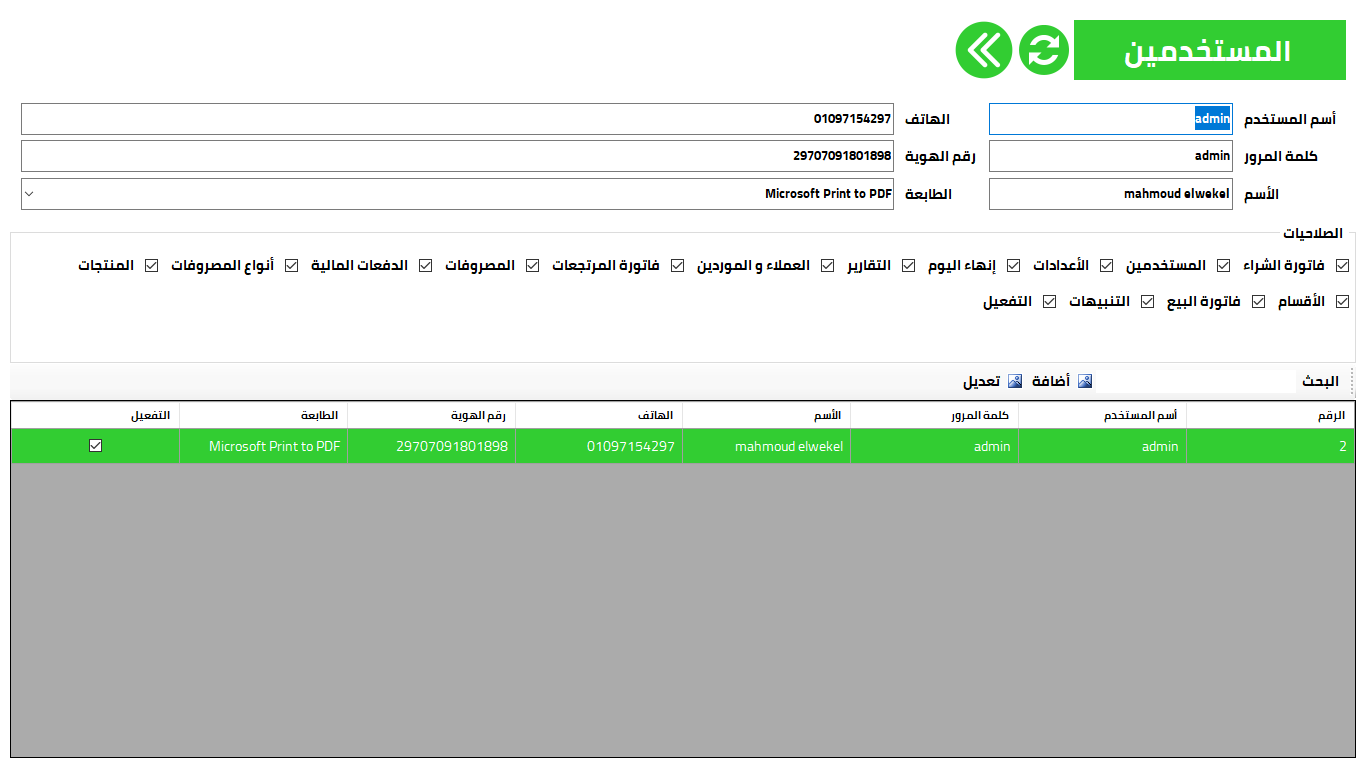 المستخدمين
أسم المستخدم admin الهاتف 01097154297
كلمة المرور admin رقم الهوية 29707091801898
الأسم mahmoud elwekel الطابعة Microsoft Print to PDF
الصلاحيات
فاتورة الشراء المستخدمين الأعدادات إنهاء اليوم التقارير العملاء و الموردين فاتورة المرتجعات المصروفات الدفعات المالية أنواع المصروفات المنتجات
الأقسام فاتورة البيع التنبيهات التفعيل
البحث أضافة تعديل
الرقم أسم المستخدم كلمة المرور الأسم الهاتف رقم الهوية الطابعة التفعيل
2 admin admin mahmoud elwekel 01097154297 29707091801898 Microsoft Print to PDF